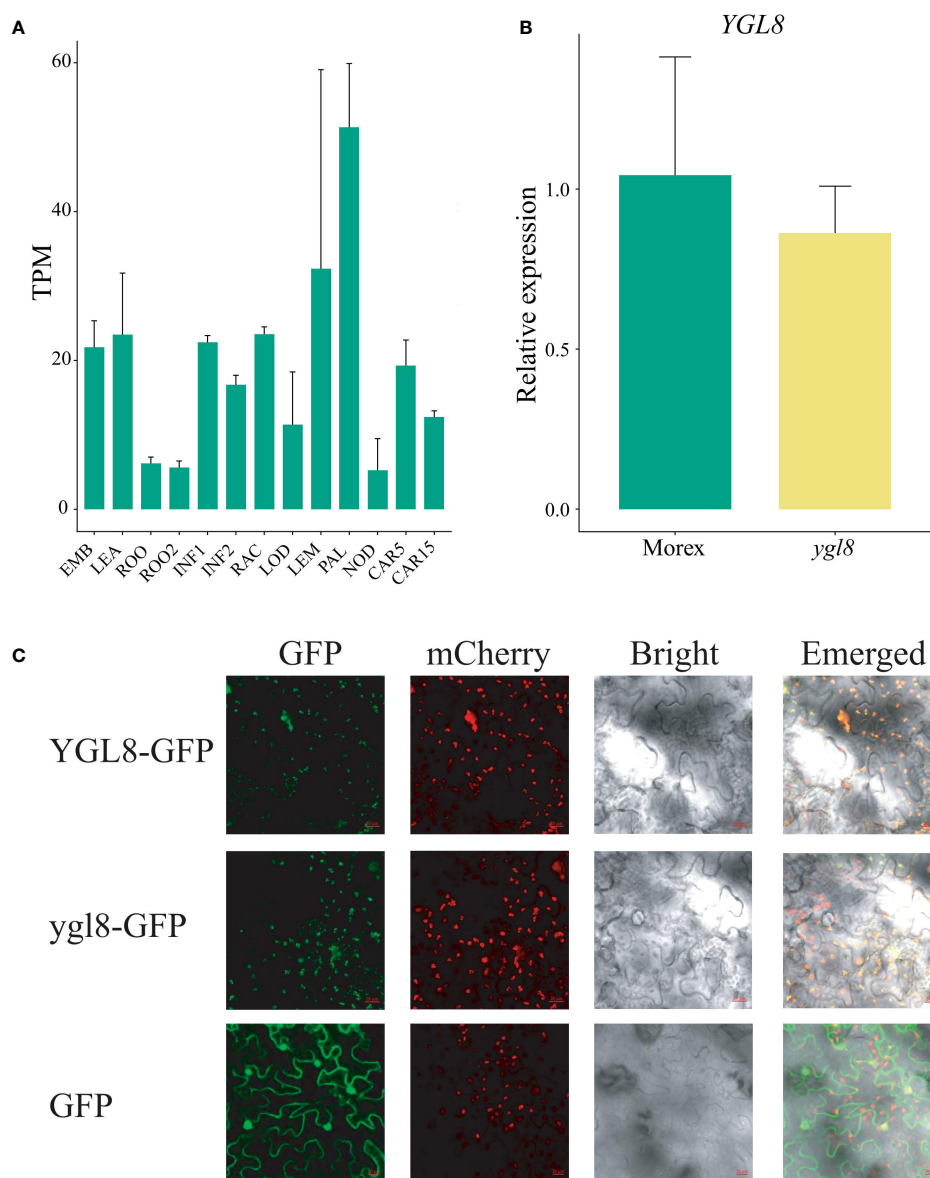 A
TPM
60
40
20
0
EMB LEA ROO ROO2 INF1 INF2 RAC LOD LEM PAL NOD CAR5 CAR15
B
YGL8
Relative expression
1.0
0.5
0.0
Morex ygl8
C
GFP mCherry Bright Emerged
YGL8-GFP
ygl8-GFP
GFP